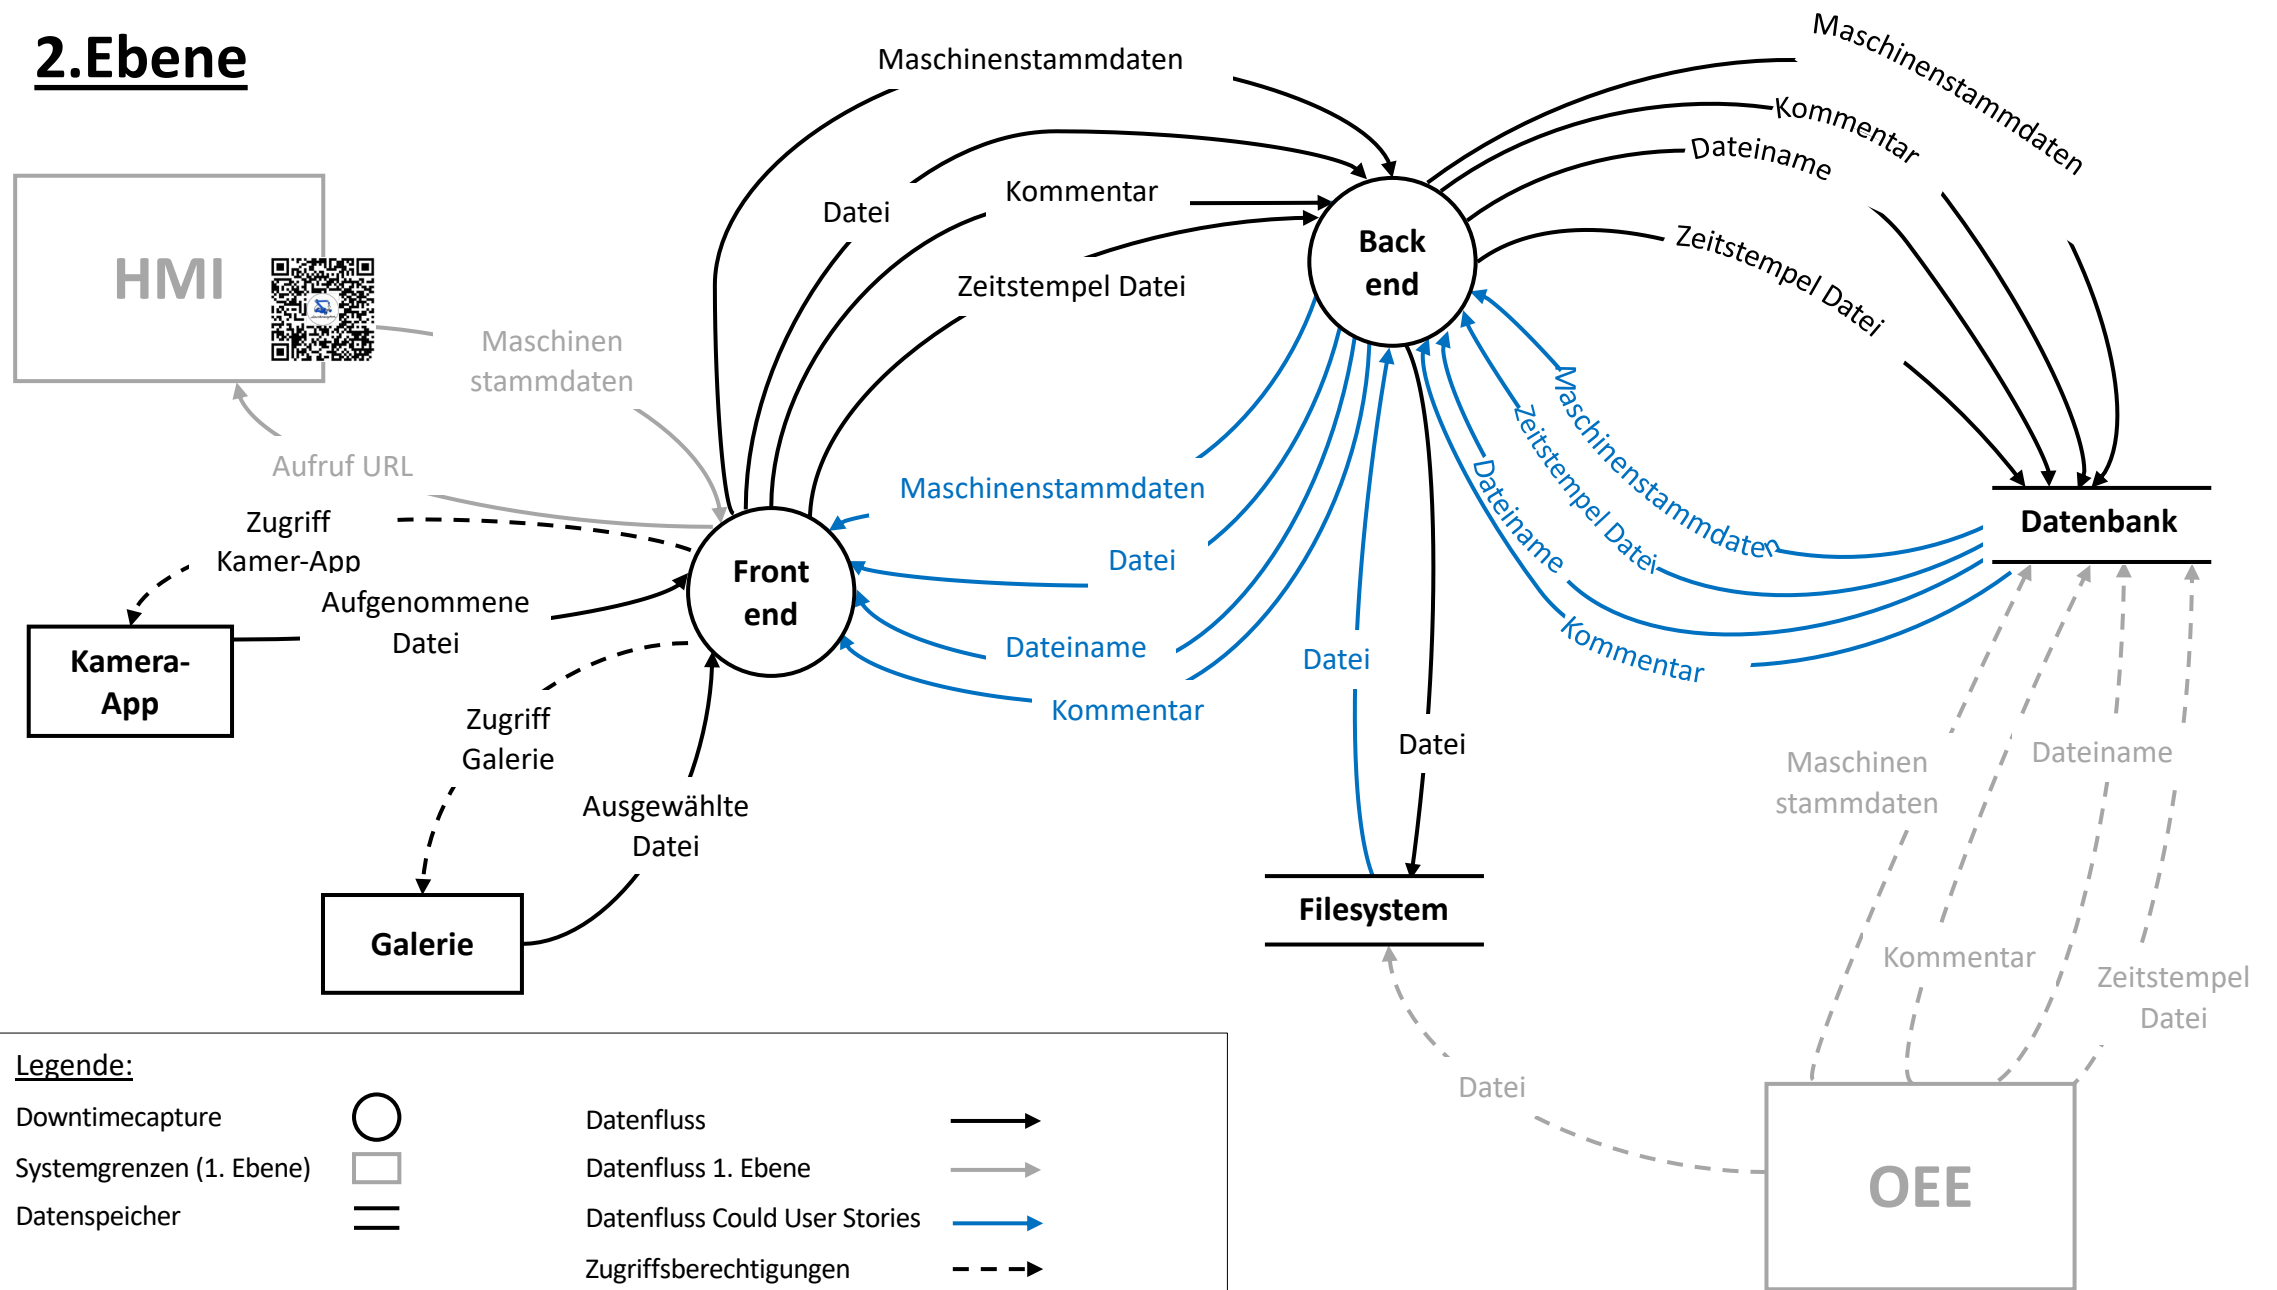 2.Ebene
Maschinenstammdaten
Maschinenstammdaten
Kommentar
Dateiname
Datei
Kommentar
Zeitstempel Datei
Zeitstempel Datei
Back
end
HMI
Maschinen
stammdaten
Aufruf URL
Zugriff
Kamer-App
Aufgenommene
Datei
Kamera-
App
Front
end
Maschinenstammdaten
Datei
Dateiname
Kommentar
Datei
Datei
Maschinenstammdaten
Zeitstempel Datei
Dateiname
Kommentar
Datenbank
Zugriff
Galerie
Ausgewählte
Datei
Galerie
Filesystem
Maschinen
stammdaten
Dateiname
Kommentar
Zeitstempel
Datei
Datei
OEE
Legende:
Downtimecapture
Systemgrenzen (1. Ebene)
Datenspeicher
Datenfluss
Datenfluss 1. Ebene
Datenfluss Could User Stories
Zugriffsberechtigungen